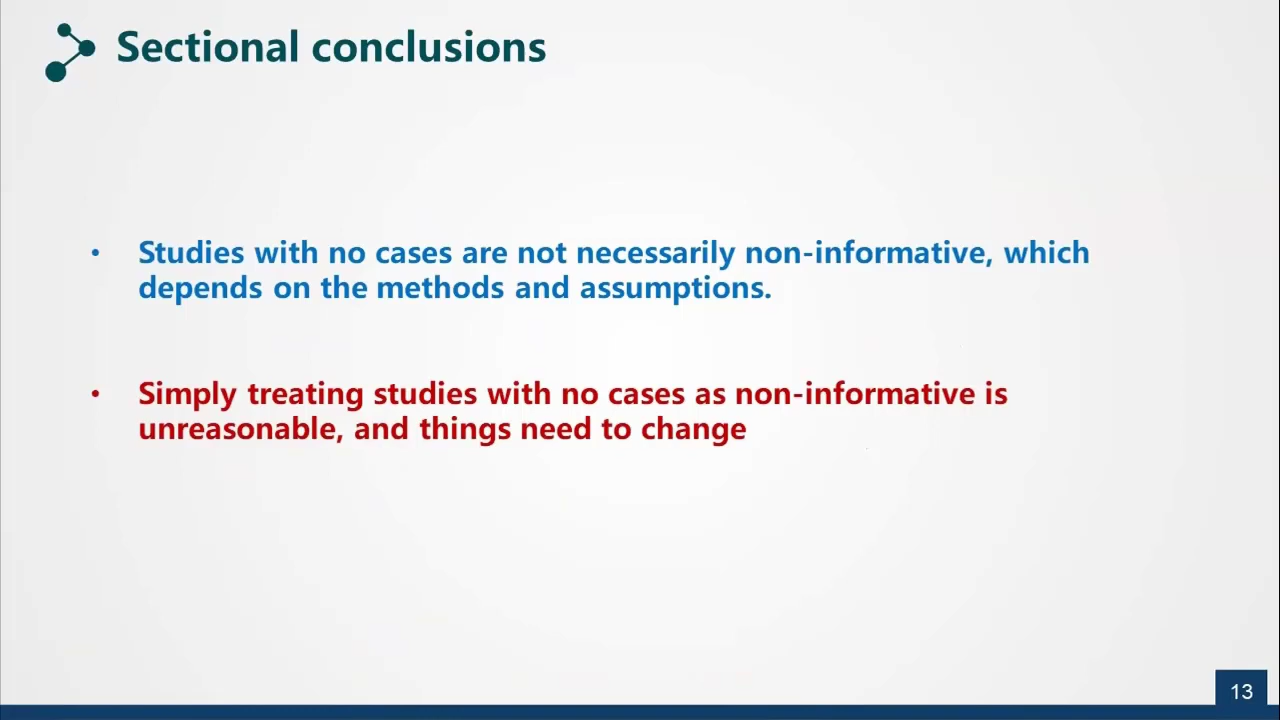 Sectional conclusions
• Studies with no cases are not necessarily non-informative, which
depends on the methods and assumptions.
• Simply treating studies with no cases as non-informative is
unreasonable, and things need to change
13